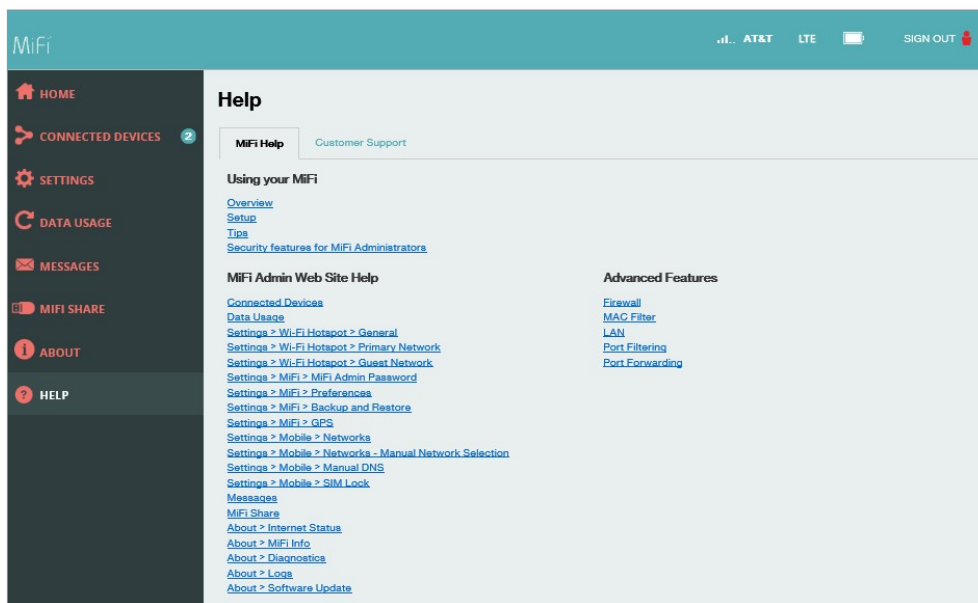 MiFi
AT&T LTE SIGN OUT
HOME
CONNECTED DEVICES 2
SETTINGS
DATA USAGE
MESSAGES
MIFI SHARE
ABOUT
HELP
Help
MiFi Help Customer Support
Using your MiFi
Overview
Setup
Tips
Security features for MiFi Administrators
MiFi Admin Web Site Help
Connected Devices
Data Usage
Settings > Wi-Fi Hotspot > General
Settings > Wi-Fi Hotspot > Primary Network
Settings > Wi-Fi Hotspot > Guest Network
Settings > MiFi > MiFi Admin Password
Settings > MiFi > Preferences
Settings > MiFi > Backup and Restore
Settings > MiFi > GPS
Settings > Mobile > Networks
Settings > Mobile > Networks - Manual Network Selection
Settings > Mobile > Manual DNS
Settings > Mobile > SIM Lock
Messages
MiFi Share
About > Internet Status
About > MiFi Info
About > Diagnostics
About > Logs
About > Software Update
Advanced Features
Firewall
MAC Filter
LAN
Port Filtering
Port Forwarding